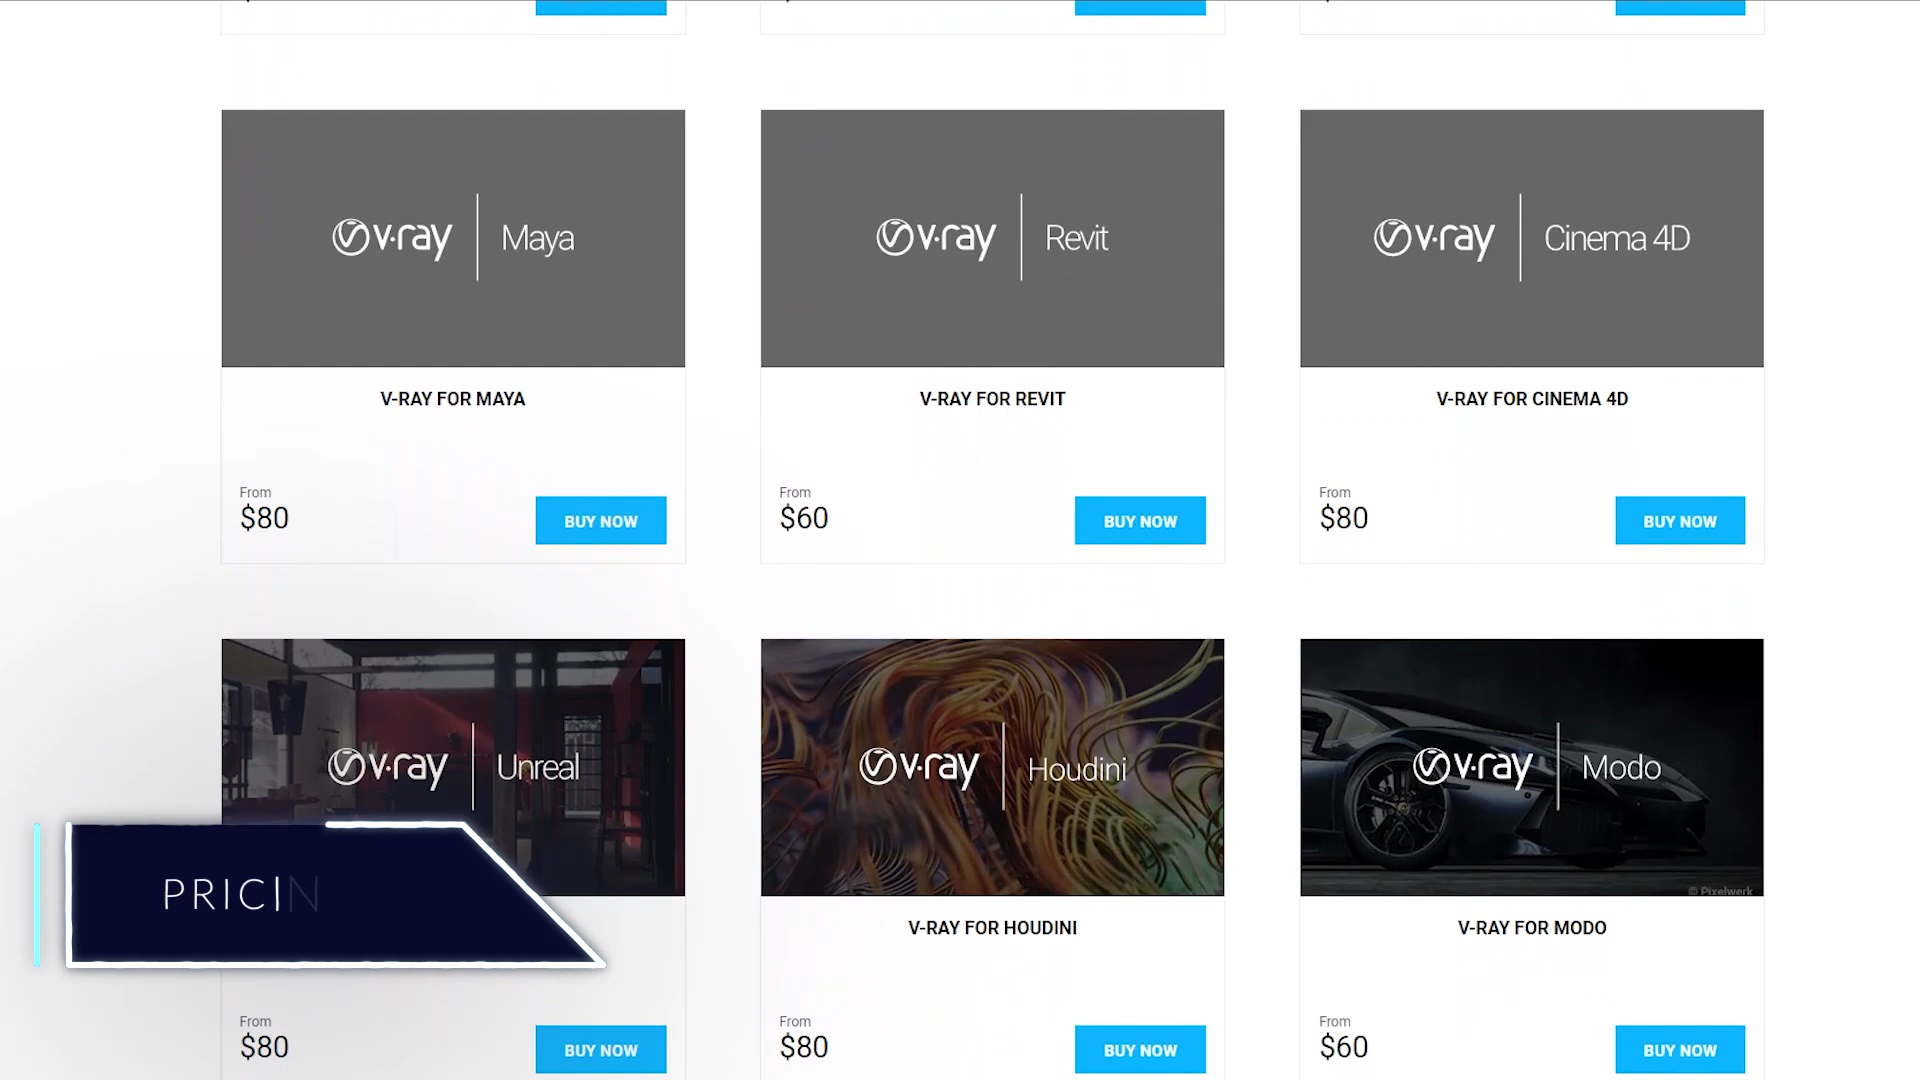 v·ray | Maya
v·ray | Revit
v·ray | Cinema 4D
V-RAY FOR MAYA
V-RAY FOR REVIT
V-RAY FOR CINEMA 4D
From
$80
BUY NOW
From
$60
BUY NOW
From
$80
BUY NOW
v·ray | Unreal
v·ray | Houdini
v·ray | Modo
© Pixelwerk
PRICIN
V-RAY FOR HOUDINI
V-RAY FOR MODO
From
$80
BUY NOW
From
$80
BUY NOW
From
$60
BUY NOW